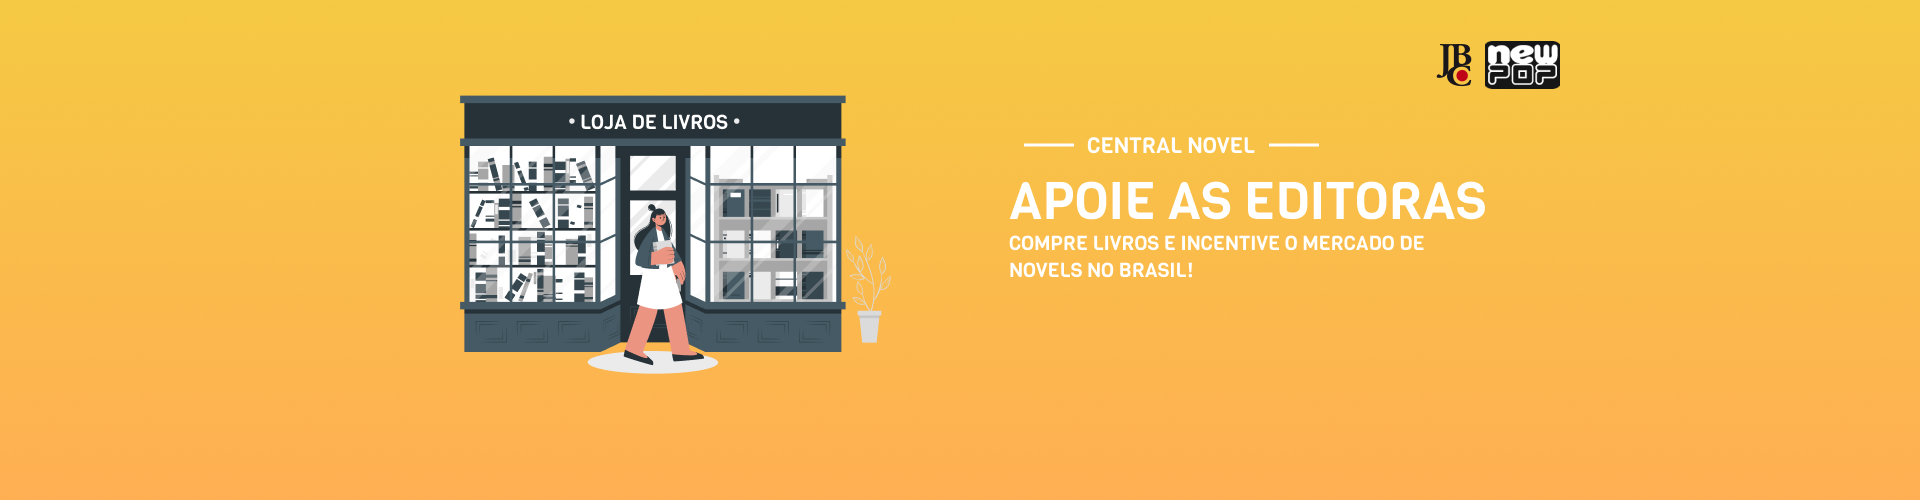 JBC
new
POP
• LOJA DE LIVROS •
CENTRAL NOVEL
APOIE AS EDITORAS
COMPRE LIVROS E INCENTIVE O MERCADO DE
NOVELS NO BRASIL!